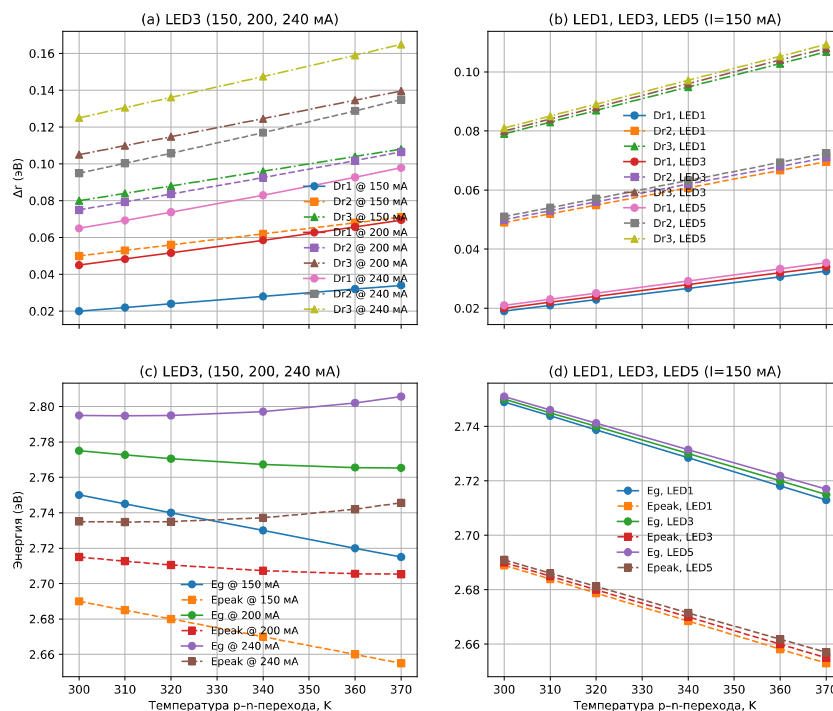 (a) LED3 (150, 200, 240 мА)
(b) LED1, LED3, LED5 (I=150 мА)
Δr (эВ)
0.16
0.14
0.12
0.10
0.08
0.06
0.04
0.02
Dr1 @ 150 мА
Dr2 @ 150 мА
Dr3 @ 150 мА
Dr1 @ 200 мА
Dr2 @ 200 мА
Dr3 @ 200 мА
Dr1 @ 240 мА
Dr2 @ 240 мА
Dr3 @ 240 мА
0.10
0.08
0.06
0.04
0.02
Dr1, LED1
Dr2, LED1
Dr3, LED1
Dr1, LED3
Dr2, LED3
Dr3, LED3
Dr1, LED5
Dr2, LED5
Dr3, LED5
(c) LED3, (150, 200, 240 мА)
(d) LED1, LED3, LED5 (I=150 мА)
Энергия (эВ)
2.80
2.78
2.76
2.74
2.72
2.70
2.68
2.66
Eg @ 150 мА
Epeak @ 150 мА
Eg @ 200 мА
Epeak @ 200 мА
Eg @ 240 мА
Epeak @ 240 мА
300 310 320 330 340 350 360 370
Температура p–n-перехода, K
2.74
2.72
2.70
2.68
2.66
Eg, LED1
Epeak, LED1
Eg, LED3
Epeak, LED3
Eg, LED5
Epeak, LED5
300 310 320 330 340 350 360 370
Температура p–n-перехода, K